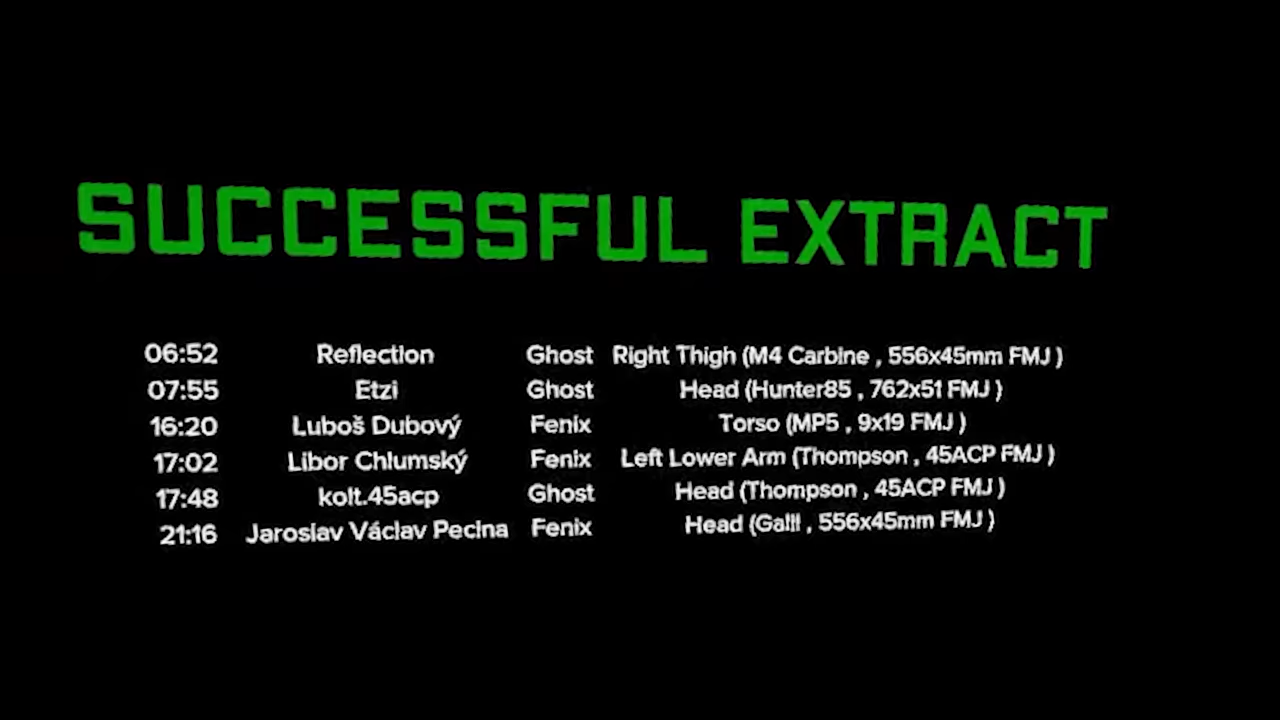 SUCCESSFUL EXTRACT
06:52 Reflection Ghost Right Thigh (M4 Carbine , 556x45mm FMJ )
07:55 Etzi Ghost Head (Hunter85 , 762x51 FMJ )
16:20 Luboš Dubový Fenix Torso (MP5 , 9x19 FMJ )
17:02 Libor Chlumský Fenix Left Lower Arm (Thompson , 45ACP FMJ )
17:48 kolt.45acp Ghost Head (Thompson , 45ACP FMJ )
21:16 Jaroslav Václav Pecina Fenix Head (Galil , 556x45mm FMJ )